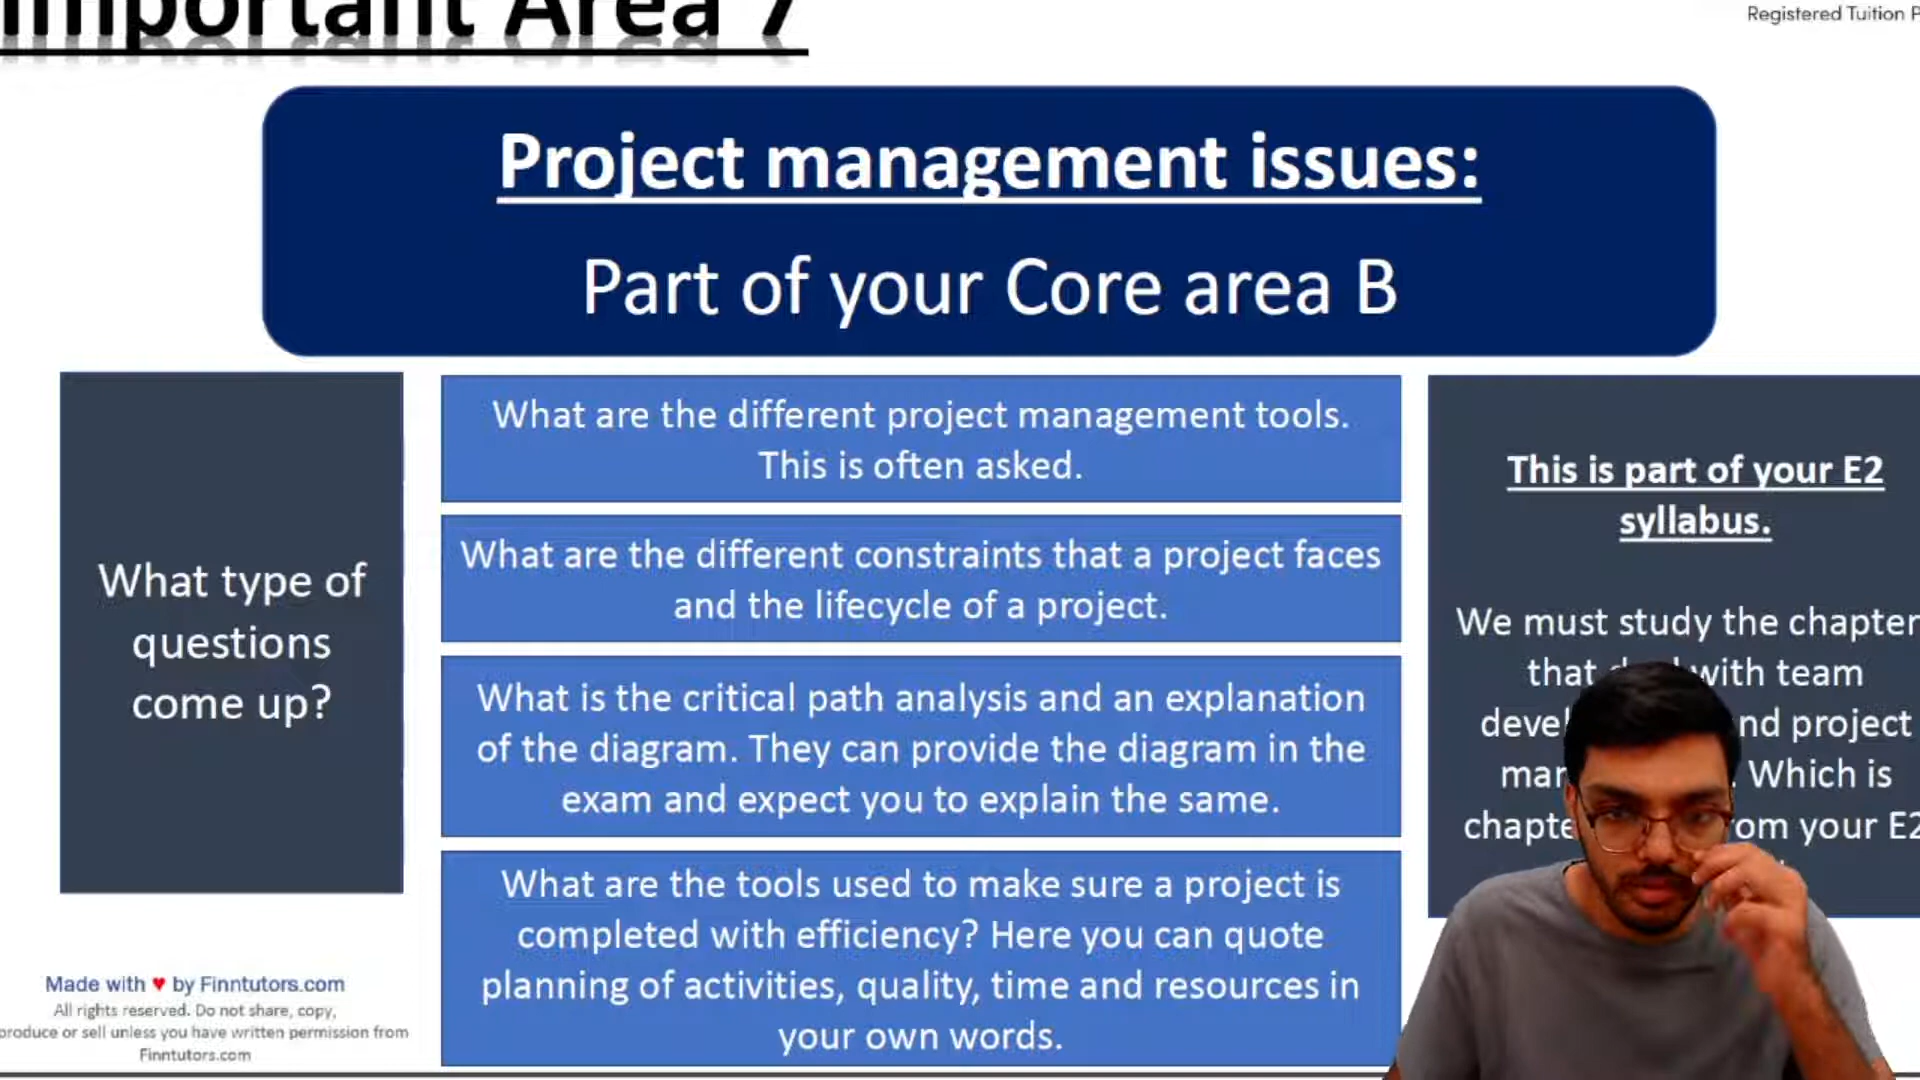 Important Area 7
Registered Tuition P
Project management issues:
Part of your Core area B
What type of
questions
come up?
What are the different project management tools.
This is often asked.
What are the different constraints that a project faces
and the lifecycle of a project.
What is the critical path analysis and an explanation
of the diagram. They can provide the diagram in the
exam and expect you to explain the same.
What are the tools used to make sure a project is
completed with efficiency? Here you can quote
planning of activities, quality, time and resources in
your own words.
This is part of your E2
syllabus.
We must study the chapter
that with team
nd project
Which is
om your E2
Made with ♥ by Finntutors.com
All rights reserved. Do not share, copy,
produce or sell unless you have written permission from
Finntutors.com